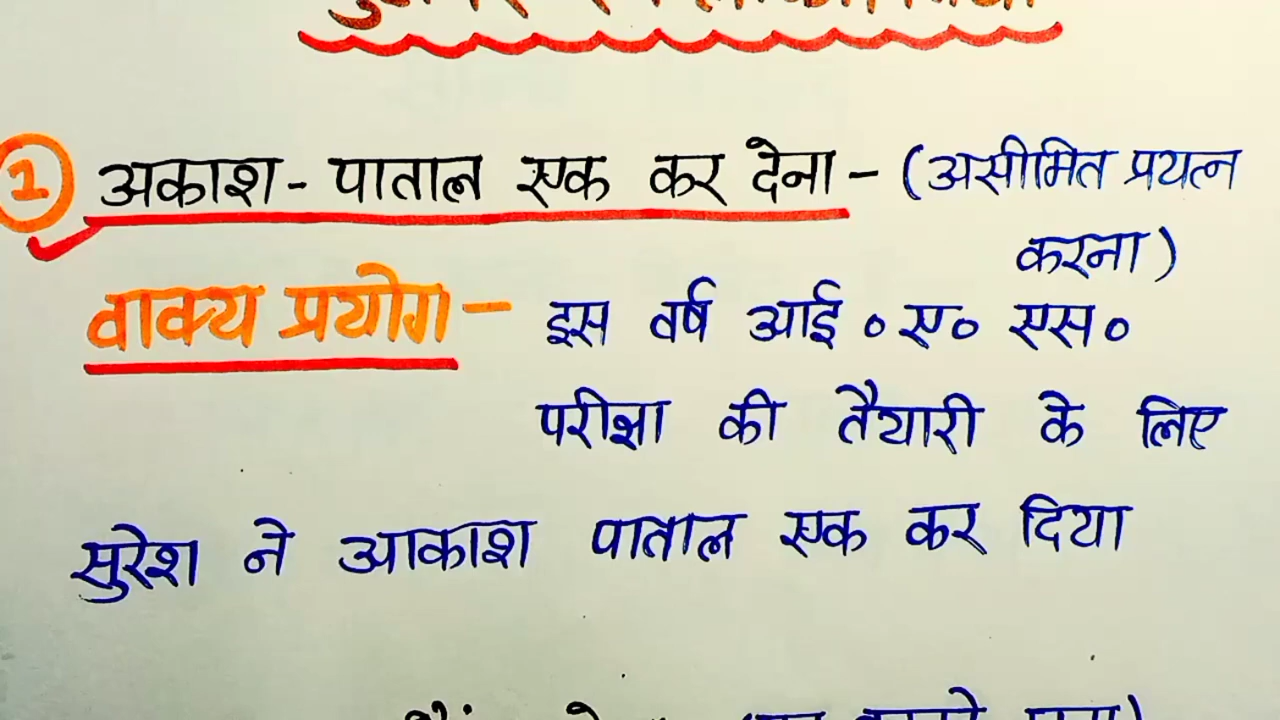 1 अकाश - पाताल एक कर देना - (असीमित प्रयत्न
करना)
वाक्य प्रयोग - इस वर्ष आई॰ए॰ एस॰
परीक्षा की तैयारी के लिए
सुरेश ने आकाश पाताल एक कर दिया